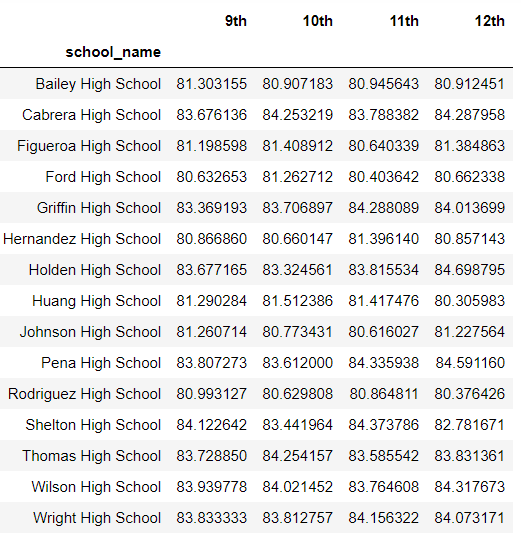 9th 10th 11th 12th
school_name
Bailey High School 81.303155 80.907183 80.945643 80.912451
Cabrera High School 83.676136 84.253219 83.788382 84.287958
Figueroa High School 81.198598 81.408912 80.640339 81.384863
Ford High School 80.632653 81.262712 80.403642 80.662338
Griffin High School 83.369193 83.706897 84.288089 84.013699
Hernandez High School 80.866860 80.660147 81.396140 80.857143
Holden High School 83.677165 83.324561 83.815534 84.698795
Huang High School 81.290284 81.512386 81.417476 80.305983
Johnson High School 81.260714 80.773431 80.616027 81.227564
Pena High School 83.807273 83.612000 84.335938 84.591160
Rodriguez High School 80.993127 80.629808 80.864811 80.376426
Shelton High School 84.122642 83.441964 84.373786 82.781671
Thomas High School 83.728850 84.254157 83.585542 83.831361
Wilson High School 83.939778 84.021452 83.764608 84.317673
Wright High School 83.833333 83.812757 84.156322 84.073171